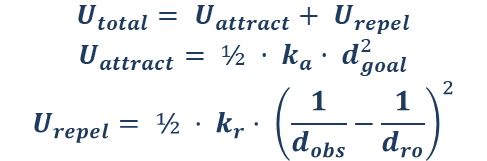 U_total = U_attract + U_repel
U_attract = ½ · k_a · d_goal^2
U_repel = ½ · k_r · (1/d_obs − 1/d_ro)^2